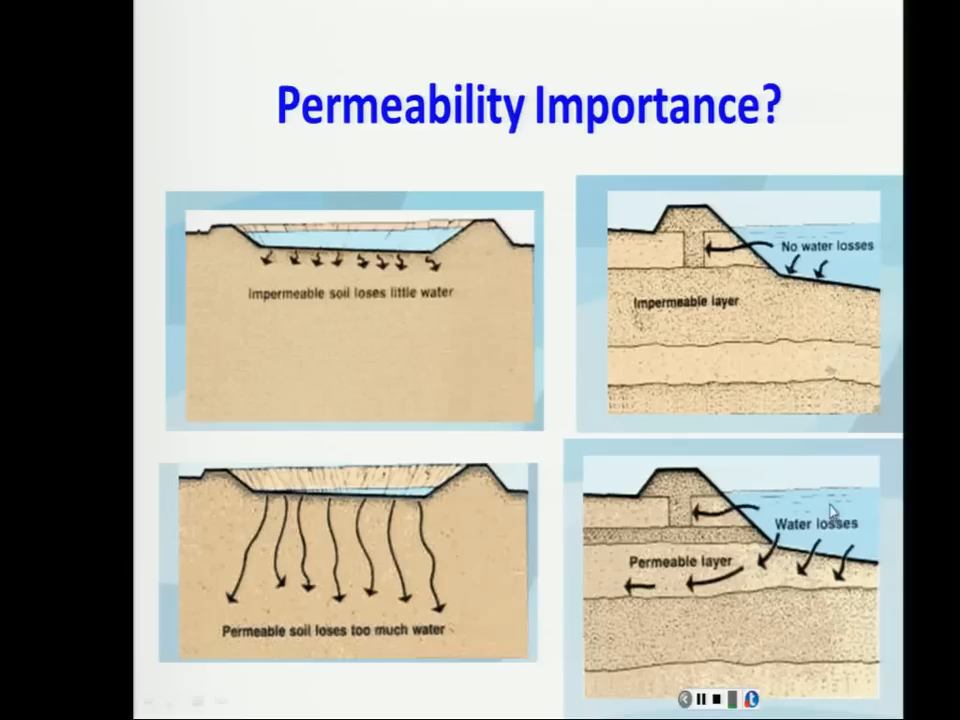 Permeability Importance?
Impermeable soil loses little water
No water losses
Impermeable layer
Permeable soil loses too much water
Water losses
Permeable layer